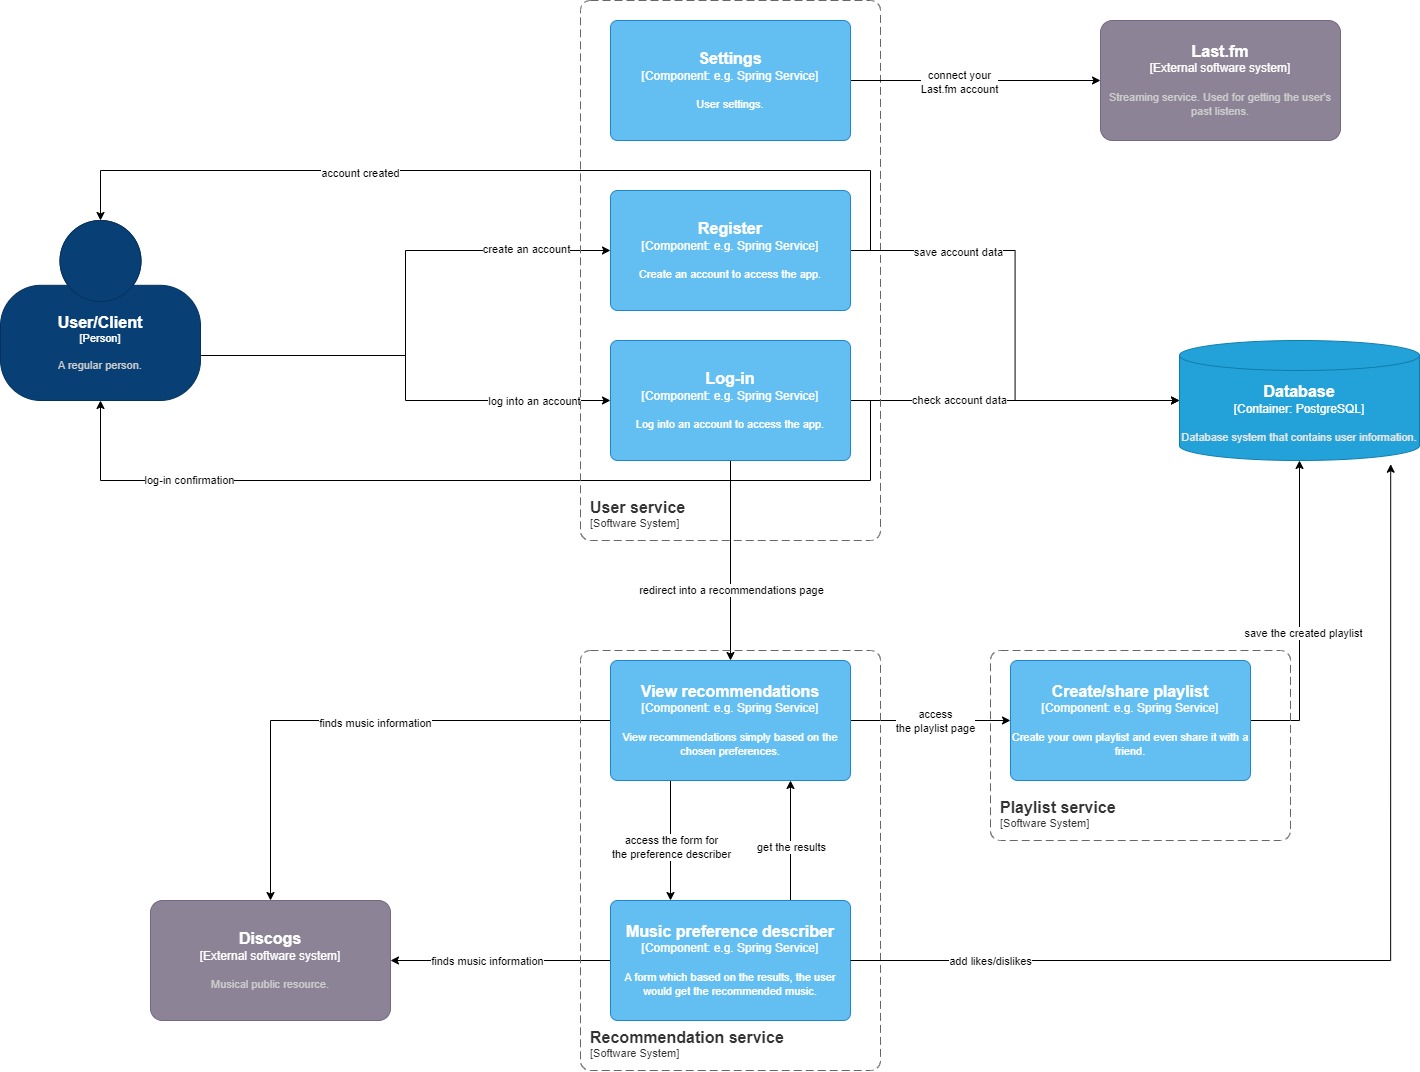 Settings
[Component: e.g. Spring Service]
User settings.
connect your
Last.fm account
Last.fm
[External software system]
Streaming service. Used for getting the user's
past listens.
account created
Register
[Component: e.g. Spring Service]
Create an account to access the app.
create an account
save account data
User/Client
[Person]
A regular person.
Log-in
[Component: e.g. Spring Service]
Log into an account to access the app.
log into an account
check account data
Database
[Container: PostgreSQL]
Database system that contains user information.
log-in confirmation
User service
[Software System]
redirect into a recommendations page
save the created playlist
View recommendations
[Component: e.g. Spring Service]
View recommendations simply based on the
chosen preferences.
finds music information
access
the playlist page
Create/share playlist
[Component: e.g. Spring Service]
Create your own playlist and even share it with a
friend.
Playlist service
[Software System]
access the form for
the preference describer
get the results
Discogs
[External software system]
Musical public resource.
finds music information
Music preference describer
[Component: e.g. Spring Service]
A form which based on the results, the user
would get the recommended music.
add likes/dislikes
Recommendation service
[Software System]